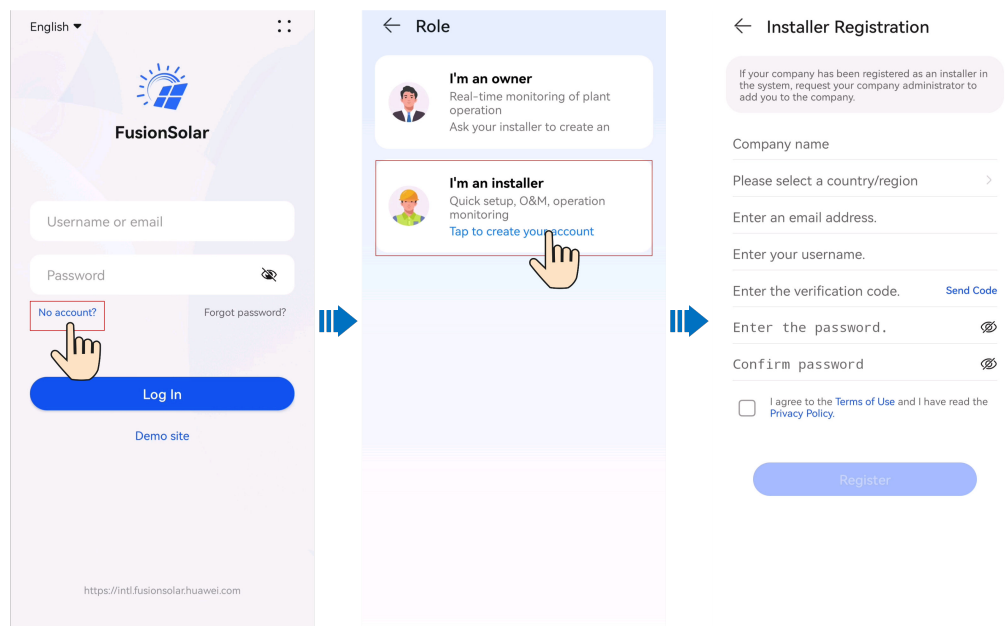 English
FusionSolar
Username or email
Password
No account?
Forgot password?
Log In
Demo site
https://intl.fusionsolar.huawei.com
Role
I'm an owner
Real-time monitoring of plant
operation
Ask your installer to create an
I'm an installer
Quick setup, O&M, operation
monitoring
Tap to create your account
Installer Registration
If your company has been registered as an installer in
the system, request your company administrator to
add you to the company.
Company name
Please select a country/region
Enter an email address.
Enter your username.
Enter the verification code. Send Code
Enter the password.
Confirm password
I agree to the Terms of Use and I have read the
Privacy Policy.
Register